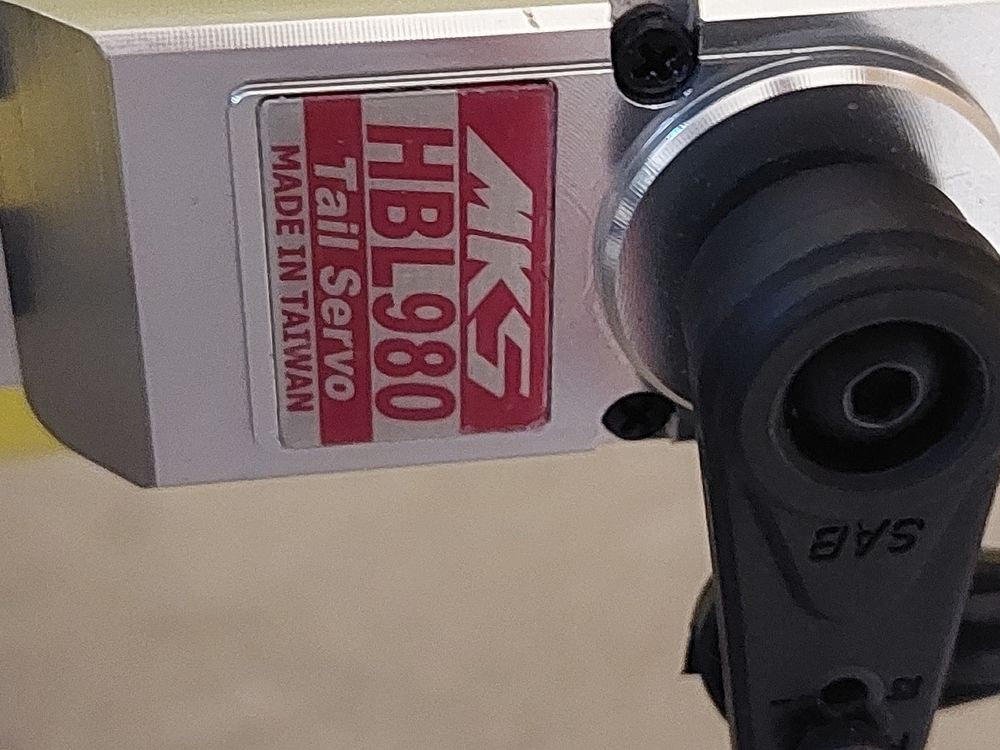 MKS
HBL980
Tail Servo
MADE IN TAIWAN
SAB